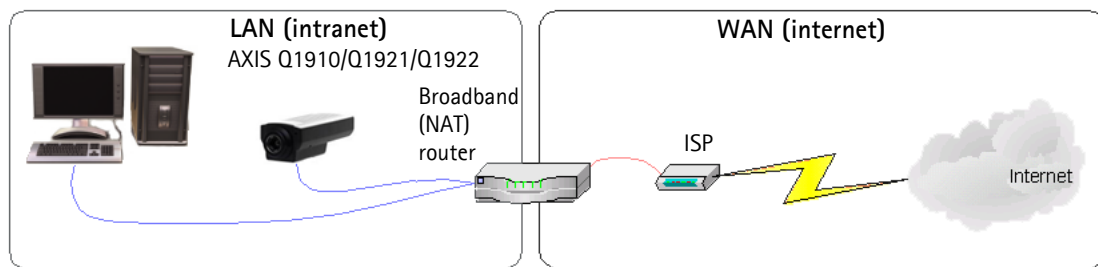 LAN (intranet)
AXIS Q1910/Q1921/Q1922
Broadband
(NAT)
router
WAN (internet)
ISP
Internet